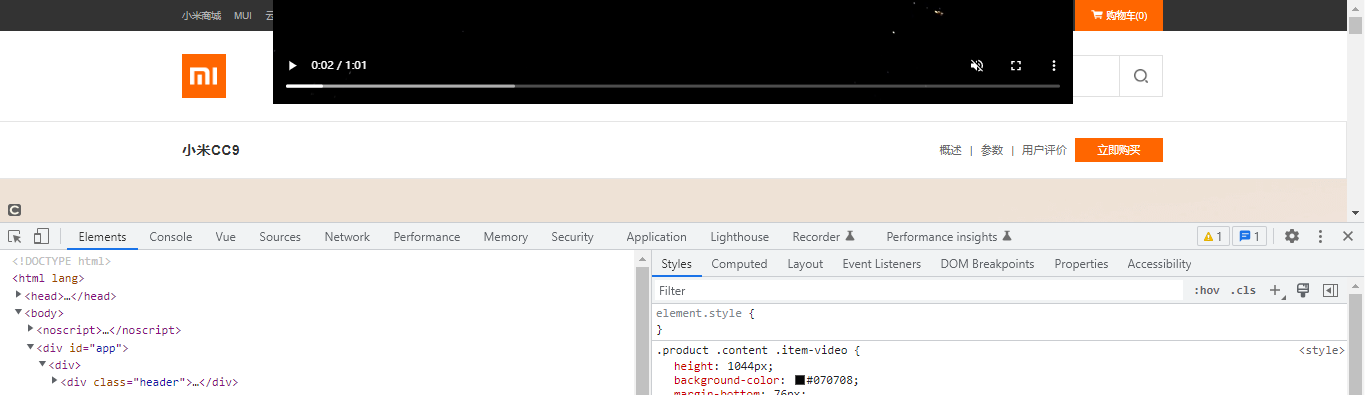 小米商城 MUI 云
购物车(0)
0:02 / 1:01
小米CC9
概述 | 参数 | 用户评价 立即购买
Elements Console Vue Sources Network Performance Memory Security Application Lighthouse Recorder Performance insights 1 1
<!DOCTYPE html>
<html lang>
<head>…</head>
<body>
<noscript>…</noscript>
<div id="app">
<div>
<div class="header">…</div>
Styles Computed Layout Event Listeners DOM Breakpoints Properties Accessibility
Filter :hov .cls
element.style {
}
.product .content .item-video { <style>
height: 1044px;
background-color: #070708;
margin-bottom: 76px;